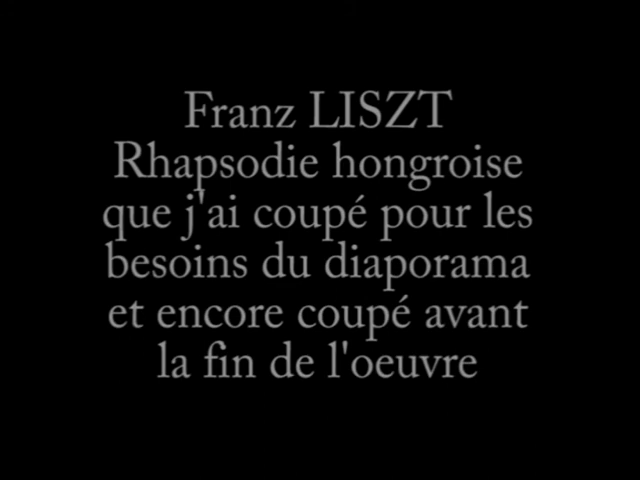 Franz LISZT
Rhapsodie hongroise
que j'ai coupé pour les
besoins du diaporama
et encore coupé avant
la fin de l'oeuvre